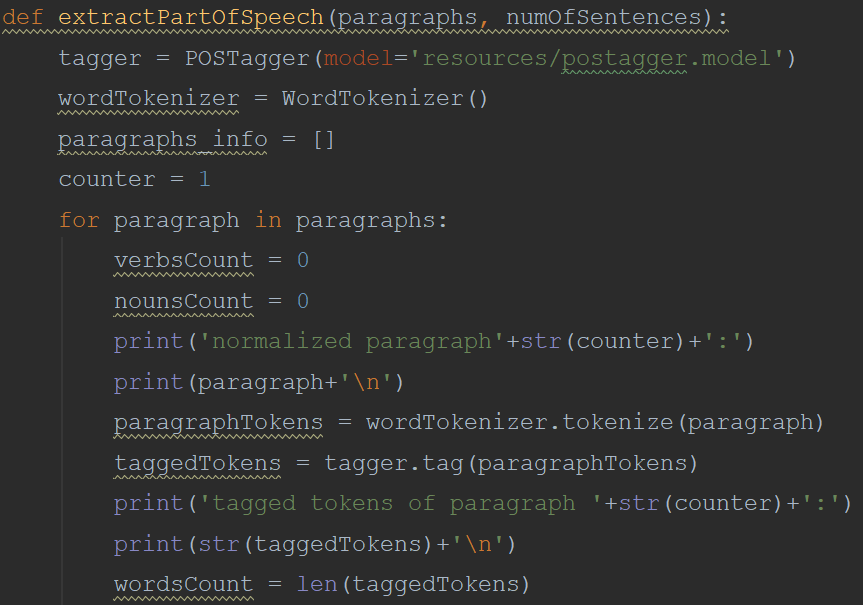 def extractPartOfSpeech(paragraphs, numOfSentences):
    tagger = POSTagger(model='resources/postagger.model')
    wordTokenizer = WordTokenizer()
    paragraphs_info = []
    counter = 1
    for paragraph in paragraphs:
        verbsCount = 0
        nounsCount = 0
        print('normalized paragraph'+str(counter)+':')
        print(paragraph+'\n')
        paragraphTokens = wordTokenizer.tokenize(paragraph)
        taggedTokens = tagger.tag(paragraphTokens)
        print('tagged tokens of paragraph '+str(counter)+':')
        print(str(taggedTokens)+'\n')
        wordsCount = len(taggedTokens)